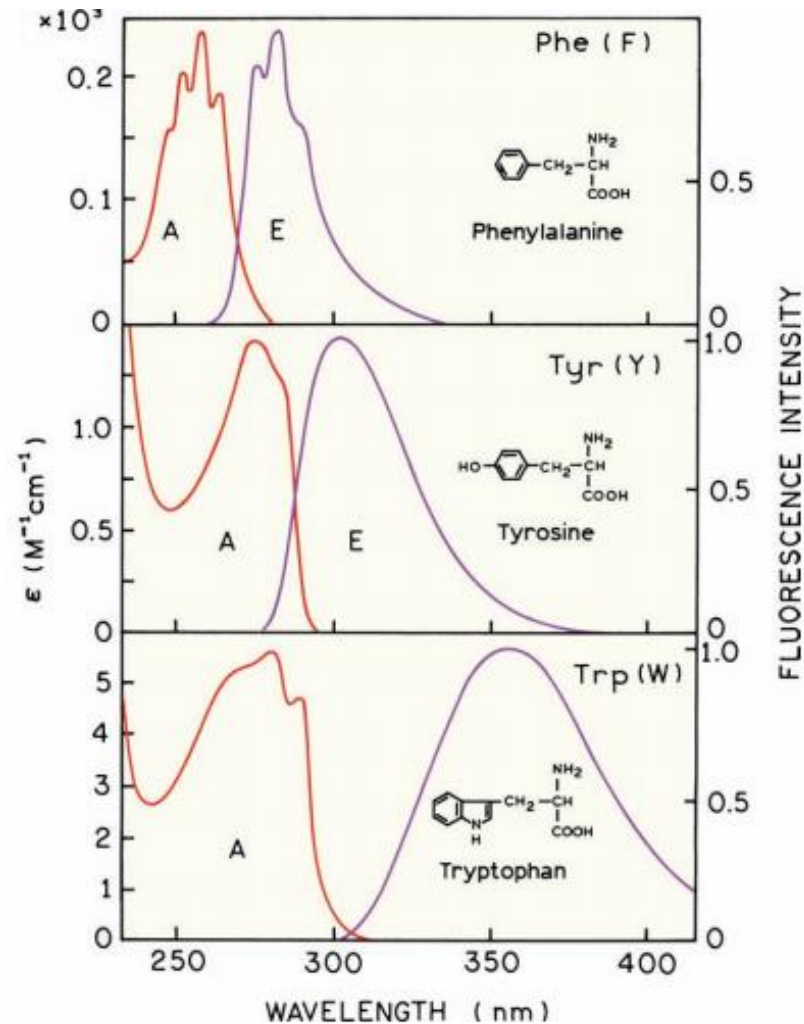 ×10³
Phe (F)
0.2
NH₂
CH₂
CH
COOH
0.1
0.5
A
E
Phenylalanine
0
0
Tyr (Y)
1.0
1.0
NH₂
HO
CH₂
CH
COOH
0.5
0.5
A
E
Tyrosine
0
0
Trp (W)
5
1.0
4
NH₂
3
CH₂
CH
0.5
N
H
COOH
2
A
Tryptophan
1
0
0
250
300
350
400
WAVELENGTH ( nm )
ε (M⁻¹cm⁻¹)
FLUORESCENCE INTENSITY